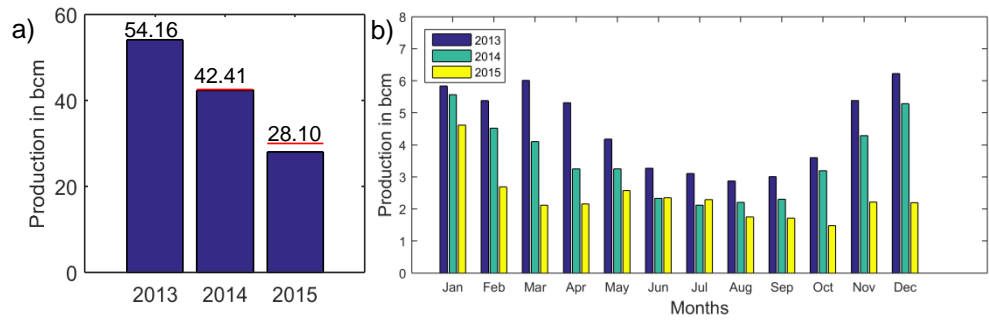 a)
60
40
20
0
Production in bcm
54.16
42.41
28.10
2013 2014 2015
b)
8
7
6
5
4
3
2
1
0
Production in bcm
2013
2014
2015
Jan Feb Mar Apr May Jun Jul Aug Sep Oct Nov Dec
Months